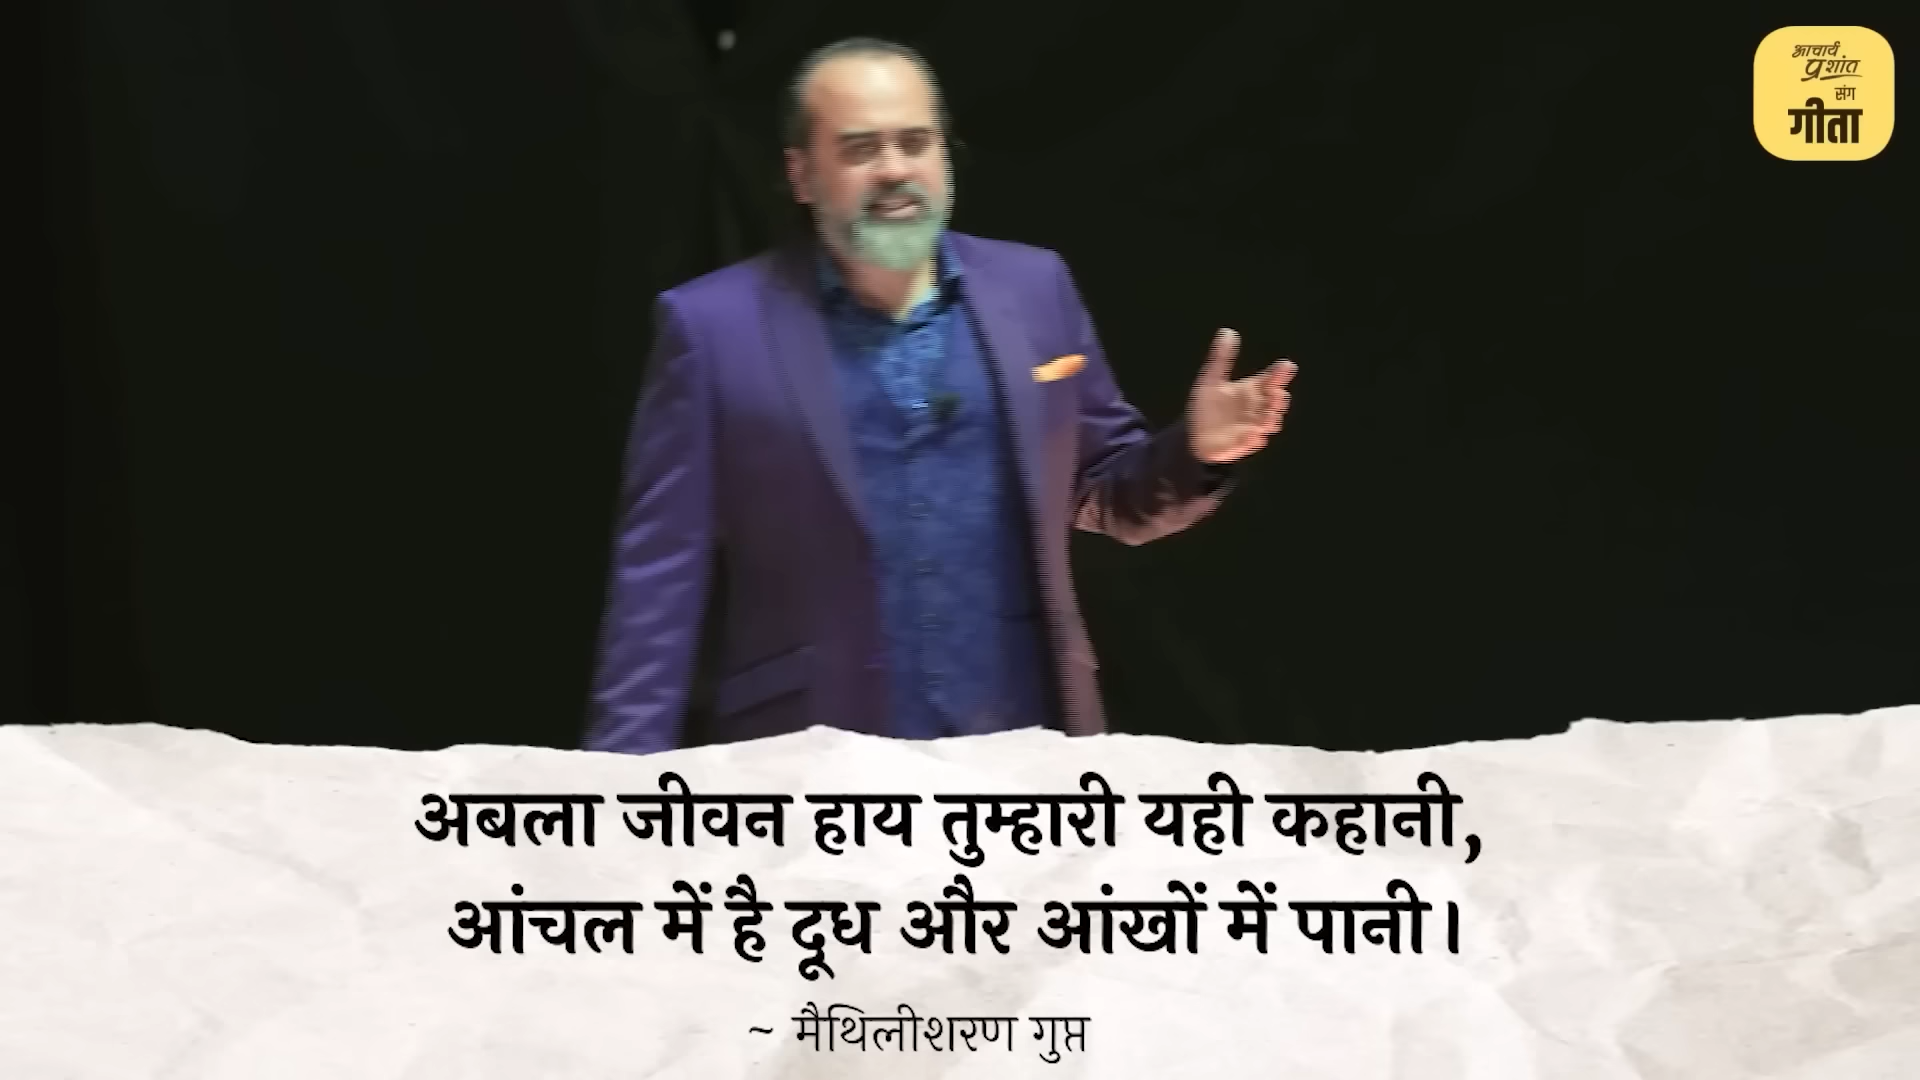 आचार्य
प्रशांत
संग
गीता
अबला जीवन हाय तुम्हारी यही कहानी,
आंचल में है दूध और आंखों में पानी।
~ मैथिलीशरण गुप्त